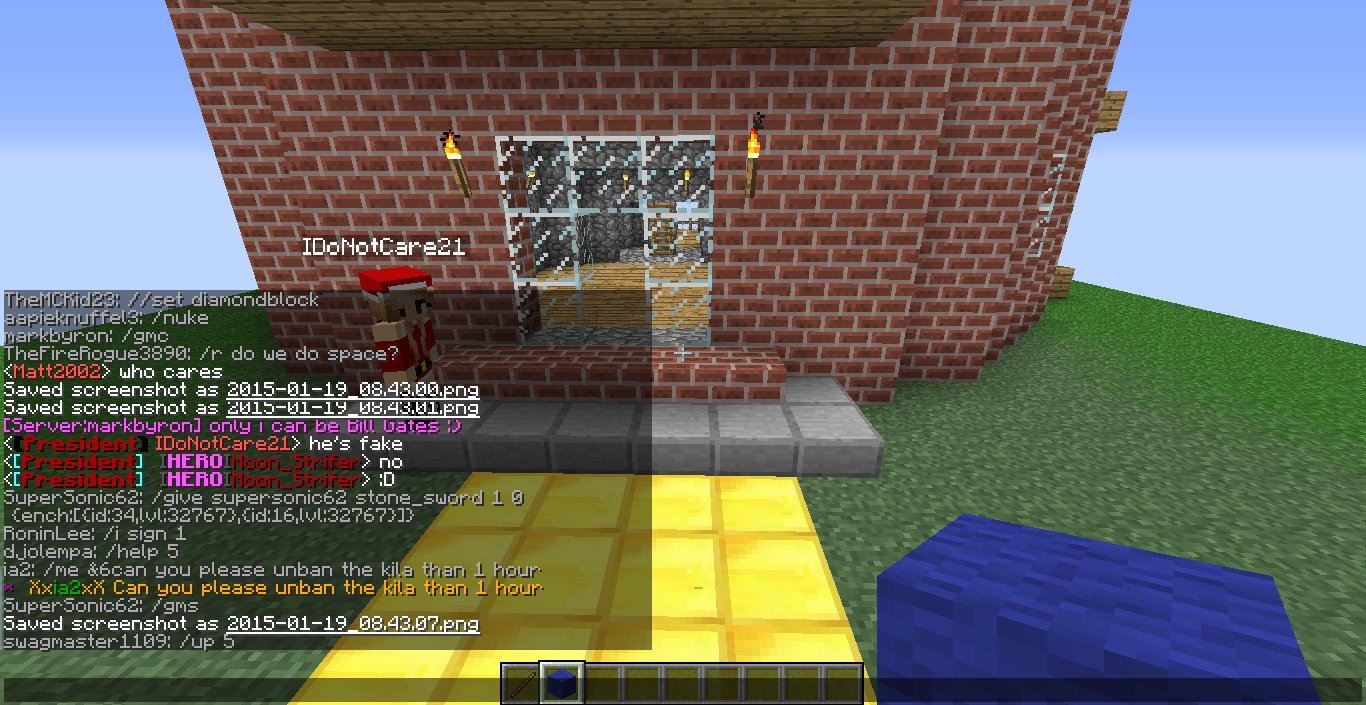 IDoNotCare21
TheMCKid23: //set diamondblock
aapieknuffel3: /nuke
markbyron: /gmc
TheFireRogue3890: /r do we do space?
<Matt2002> who cares
Saved screenshot as 2015-01-19_08.43.00.png
Saved screenshot as 2015-01-19_08.43.01.png
[Server:markbyron] only i can be Bill Gates :)
<[President] IDoNotCare21> he's fake
<[President] [HERO]Moon_Strifer> no
<[President] [HERO]Moon_Strifer> :D
SuperSonic62: /give supersonic62 stone_sword 1 0
{ench:[{id:34,lvl:32767},{id:16,lvl:32767}]}
RoninLee: /i sign 1
djolempa: /help 5
ia2: /me &6can you please unban the kila than 1 hour
* Xxia2xX Can you please unban the kila than 1 hour
SuperSonic62: /gms
Saved screenshot as 2015-01-19_08.43.07.png
swagmaster1109: /up 5